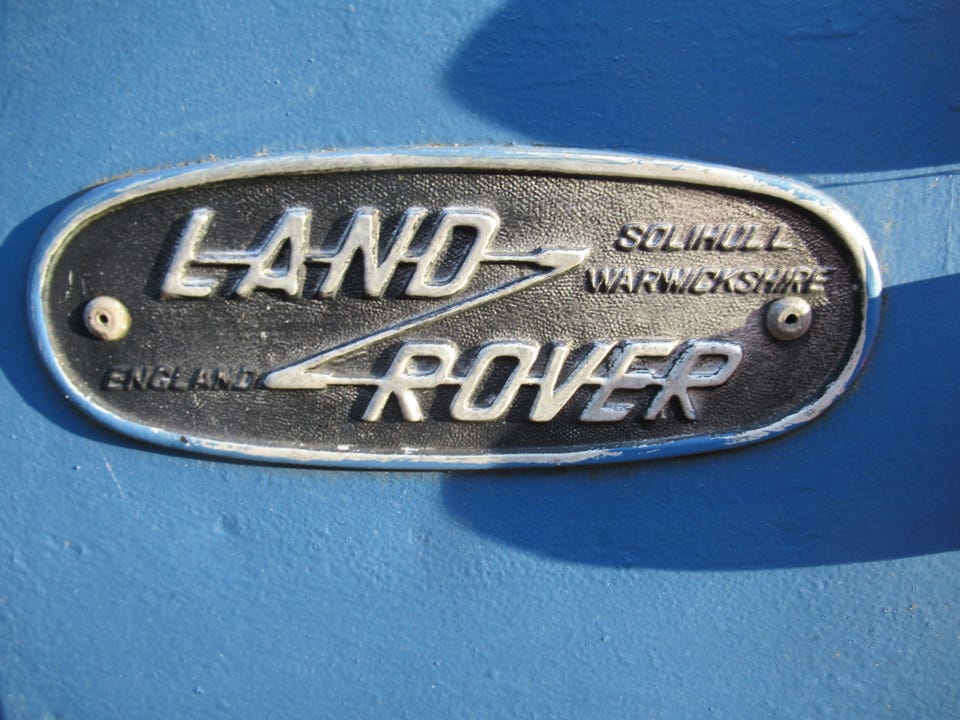 LAND
SOLIHULL
WARWICKSHIRE
ENGLAND
ROVER